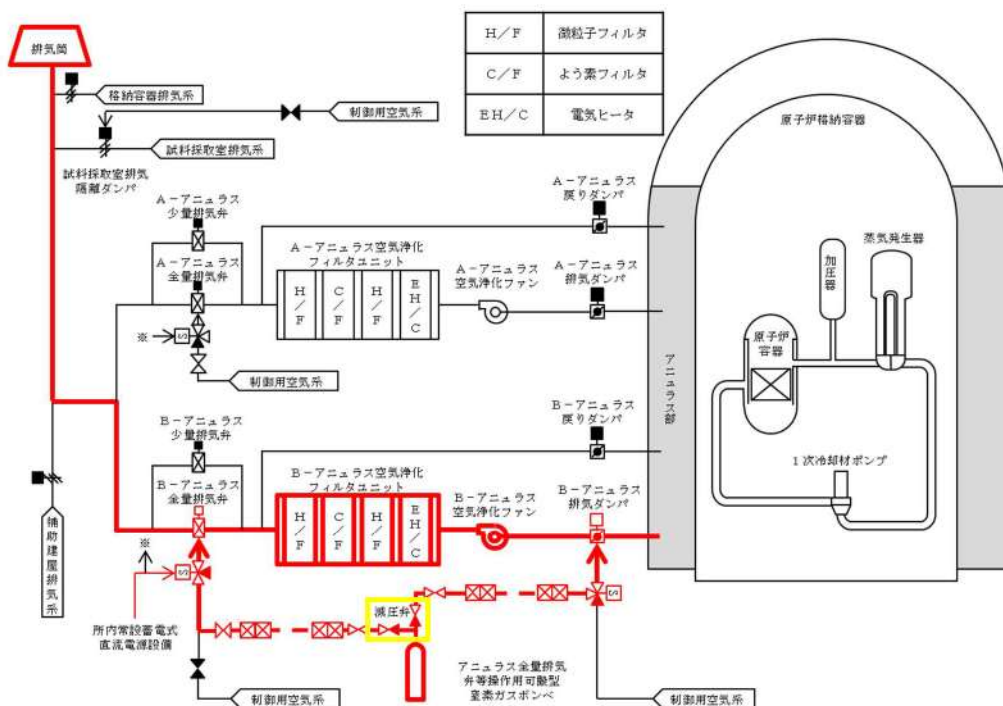 排気筒
H/F 微粒子フィルタ
C/F よう素フィルタ
EH/C 電気ヒータ
格納容器排気系
制御用空気系
試料採取室排気系
試料採取室排気
隔離ダンパ
原子炉格納容器
A-アニュラス
少量排気弁
A-アニュラス
戻りダンパ
A-アニュラス
全量排気弁
A-アニュラス空気浄化
フィルタユニット
H/F
C/F
H/F
EH/C
A-アニュラス
空気浄化ファン
A-アニュラス
排気ダンパ
※
S
制御用空気系
蒸気発生器
加圧器
原子炉
容器
アニュラス部
1次冷却材ポンプ
B-アニュラス
少量排気弁
B-アニュラス
戻りダンパ
B-アニュラス
全量排気弁
B-アニュラス空気浄化
フィルタユニット
H/F
C/F
H/F
EH/C
B-アニュラス
空気浄化ファン
B-アニュラス
排気ダンパ
補助建屋排気系
※
S
S
減圧弁
所内常設蓄電式
直流電源設備
アニュラス全量排気
弁等操作用可搬型
窒素ガスボンベ
制御用空気系
制御用空気系